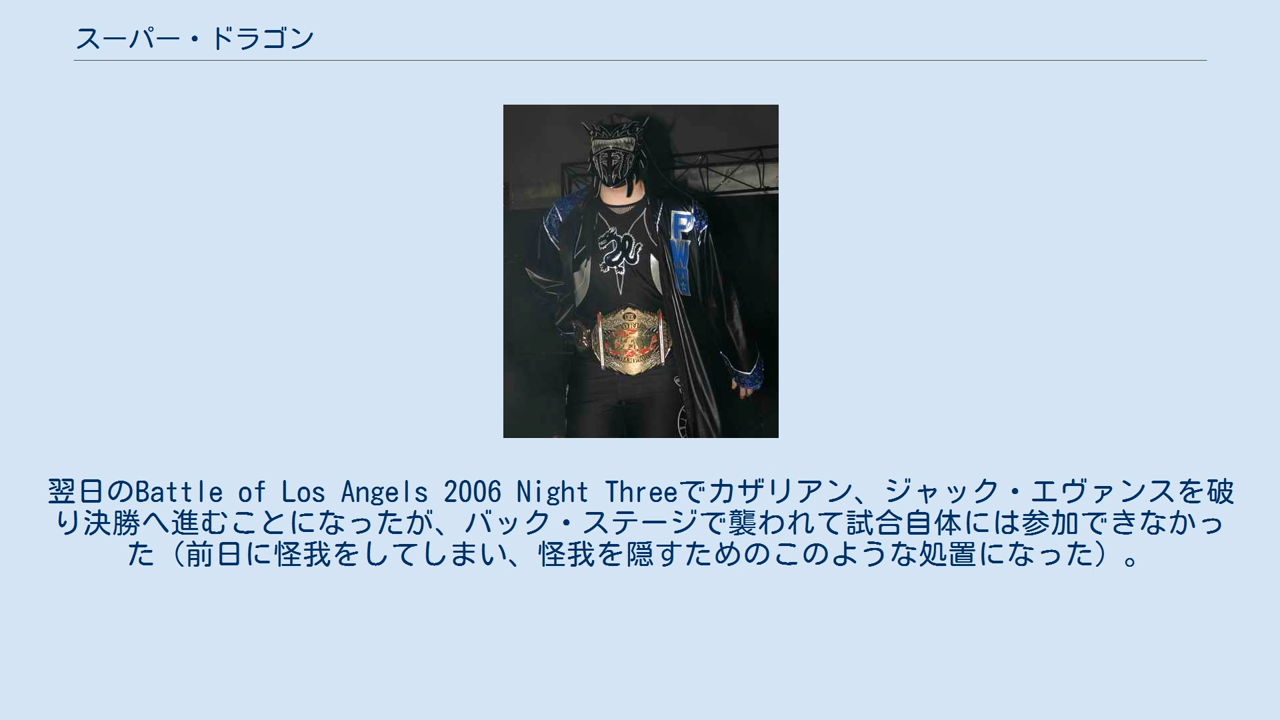 スーパー・ドラゴン
P
W
翌日のBattle of Los Angels 2006 Night Threeでカザリアン、ジャック・エヴァンスを破
り決勝へ進むことになったが、バック・ステージで襲われて試合自体には参加できなかっ
た（前日に怪我をしてしまい、怪我を隠すためのこのような処置になった）。